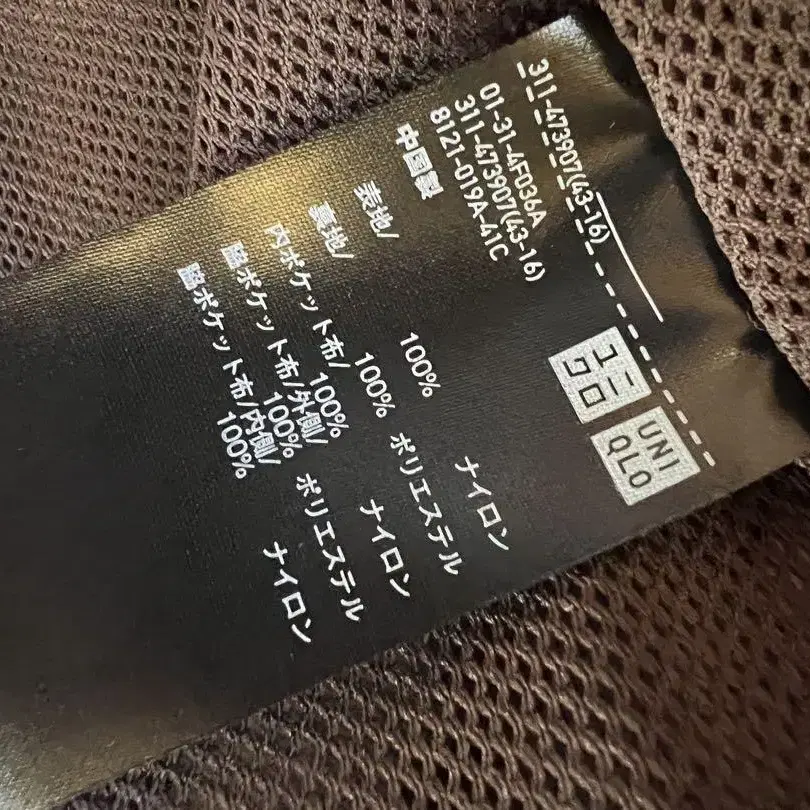 311-473907(43-16)
ユニ
クロ
UNI
QLO
01-31-4F036A
311-473907(43-16)
8121-019A-41C
中国製
表地/ 100% ナイロン
裏地/ 100% ポリエステル
内ポケット布/ 100% ナイロン
脇ポケット布/外側/ 100% ポリエステル
脇ポケット布/内側/ 100% ナイロン